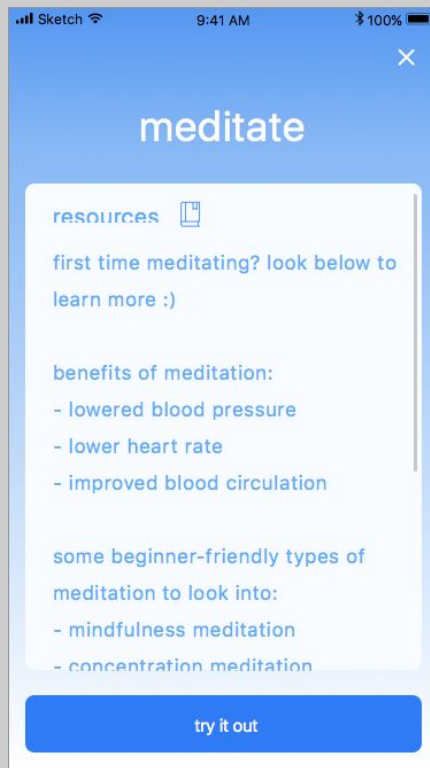 Sketch 9:41 AM 100%
meditate
resources
first time meditating? look below to
learn more :)
benefits of meditation:
- lowered blood pressure
- lower heart rate
- improved blood circulation
some beginner-friendly types of
meditation to look into:
- mindfulness meditation
- concentration meditation
try it out